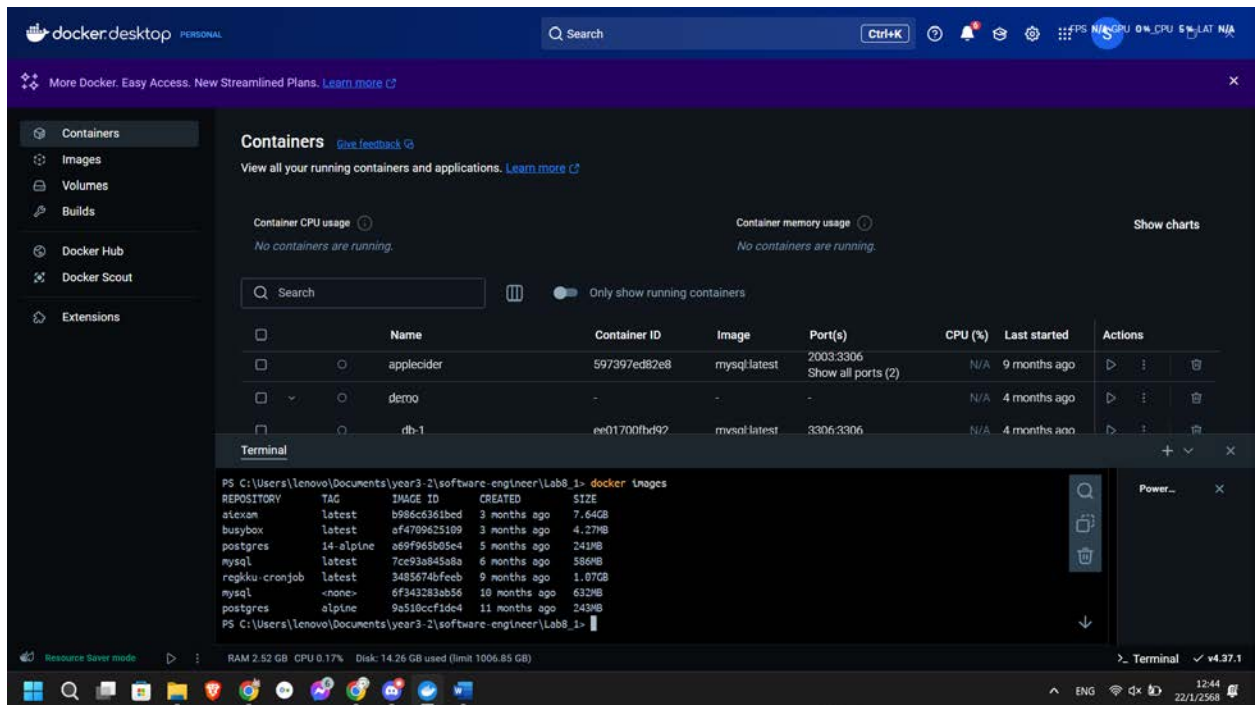 docker.desktop PERSONAL
Search
Ctrl+K
FPS N/A GPU 0% CPU 5% LAT N/A
S
More Docker. Easy Access. New Streamlined Plans. Learn more
Containers
Images
Volumes
Builds
Docker Hub
Docker Scout
Extensions
Containers Give feedback
View all your running containers and applications. Learn more
Container CPU usage
No containers are running.
Container memory usage
No containers are running.
Show charts
Search
Only show running containers
Name Container ID Image Port(s) CPU (%) Last started Actions
applecider 597397ed82e8 mysql:latest 2003:3306 N/A 9 months ago
Show all ports (2)
demo - - - N/A 4 months ago
db-1 ee01700fbd92 mysql:latest 3306:3306 N/A 4 months ago
Terminal
PS C:\Users\lenovo\Documents\year3-2\software-engineer\Lab8_1> docker images
REPOSITORY TAG IMAGE ID CREATED SIZE
aiexam latest b986c6361bed 3 months ago 7.64GB
busybox latest af4709625109 3 months ago 4.27MB
postgres 14-alpine a69f965b05e4 5 months ago 241MB
mysql latest 7ce93a845a8a 6 months ago 586MB
regkku-cronjob latest 3485674bfeeb 9 months ago 1.07GB
mysql <none> 6f343283ab56 10 months ago 632MB
postgres alpine 9a510ccf1de4 11 months ago 243MB
PS C:\Users\lenovo\Documents\year3-2\software-engineer\Lab8_1>
Power...
Resource Saver mode
RAM 2.52 GB CPU 0.17% Disk: 14.26 GB used (limit 1006.85 GB)
>_ Terminal v4.37.1
ENG
12:44
22/1/2568